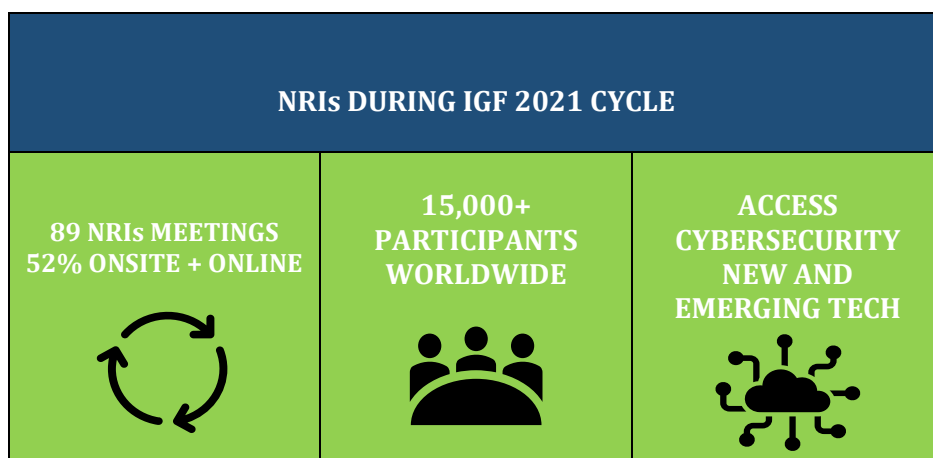 NRIs DURING IGF 2021 CYCLE
89 NRIs MEETINGS
52% ONSITE + ONLINE
15,000+
PARTICIPANTS
WORLDWIDE
ACCESS
CYBERSECURITY
NEW AND
EMERGING TECH